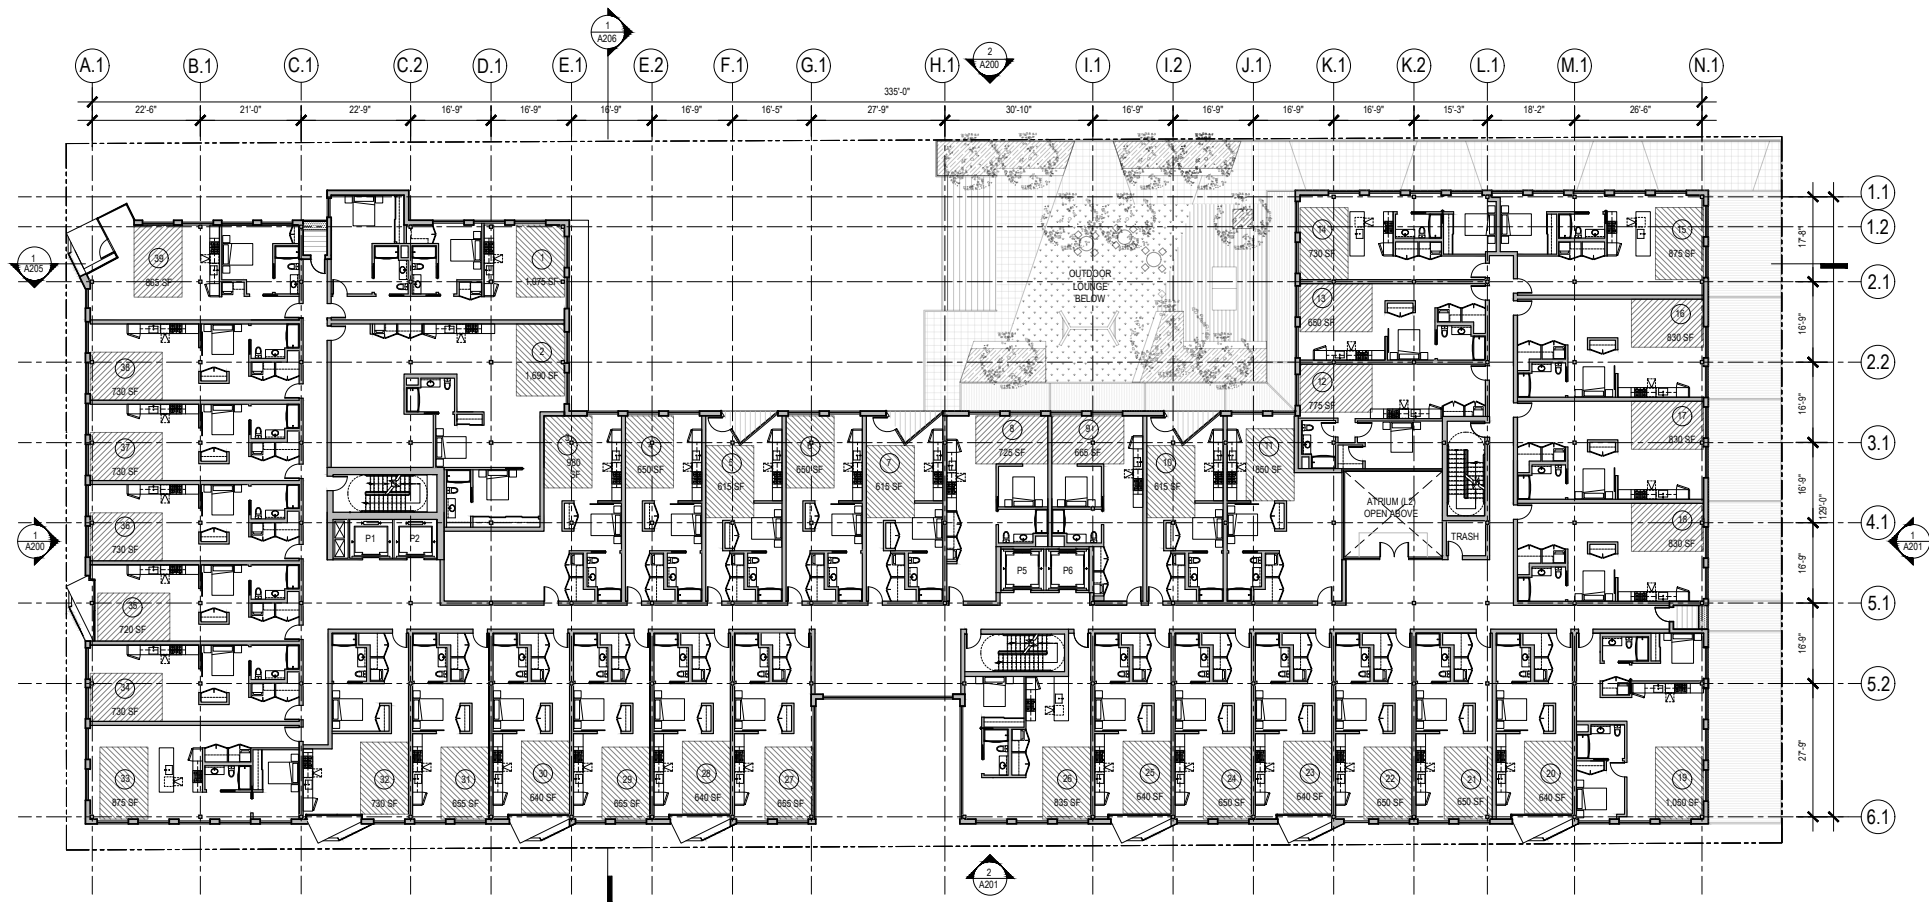 1
A206
2
A200
A.1 B.1 C.1 C.2 D.1 E.1 E.2 F.1 G.1 H.1 I.1 I.2 J.1 K.1 K.2 L.1 M.1 N.1
335'-0"
22'-6" 21'-0" 22'-9" 16'-9" 16'-9" 16'-9" 16'-9" 16'-5" 27'-9" 30'-10" 16'-9" 16'-9" 16'-9" 16'-9" 15'-3" 18'-2" 26'-6"
1.1
1.2
2.1
2.2
3.1
4.1
5.1
5.2
6.1
17'-8"
16'-9"
16'-9"
16'-9"
16'-9"
16'-9"
27'-9"
129'-0"
1
A205
1
A200
1
A201
2
A201
39
865 SF
1
1,075 SF
2
1,690 SF
38
730 SF
37
730 SF
36
730 SF
35
720 SF
34
730 SF
33
875 SF
OUTDOOR
LOUNGE
BELOW
14
730 SF
15
875 SF
13
650 SF
16
830 SF
12
775 SF
17
830 SF
18
830 SF
980
SF
650 SF
615 SF
650 SF
7
615 SF
8
725 SF
9
665 SF
10
615 SF
11
650 SF
ATRIUM (L2)
OPEN ABOVE
TRASH
P1
P2
P5
P6
32
730 SF
31
655 SF
30
640 SF
29
655 SF
28
640 SF
27
655 SF
26
835 SF
25
640 SF
24
650 SF
23
640 SF
22
650 SF
21
650 SF
20
640 SF
19
1,050 SF